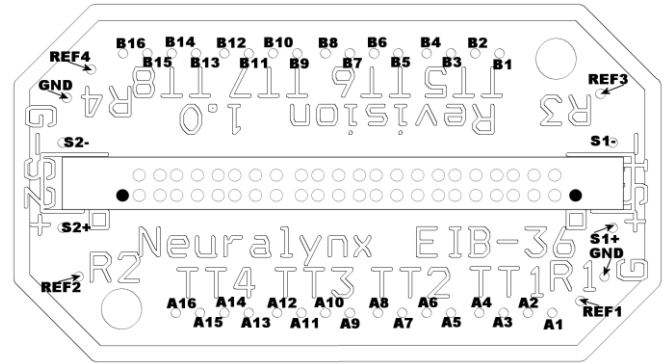 B16 B14 B12 B10 B8 B6 B4 B2
B15 B13 B11 B9 B7 B5 B3 B1
REF4
GND
REF3
TT8 TT7 TT6 TT5
R4
R3
Revision 1.0
G
S2-
S1-
-S2+
-S1+
S2+
S1+
GND
Neuralynx EIB-36
R2
R1
G
REF2
TT4 TT3 TT2 TT1
REF1
A16 A14 A12 A10 A8 A6 A4 A2
A15 A13 A11 A9 A7 A5 A3 A1